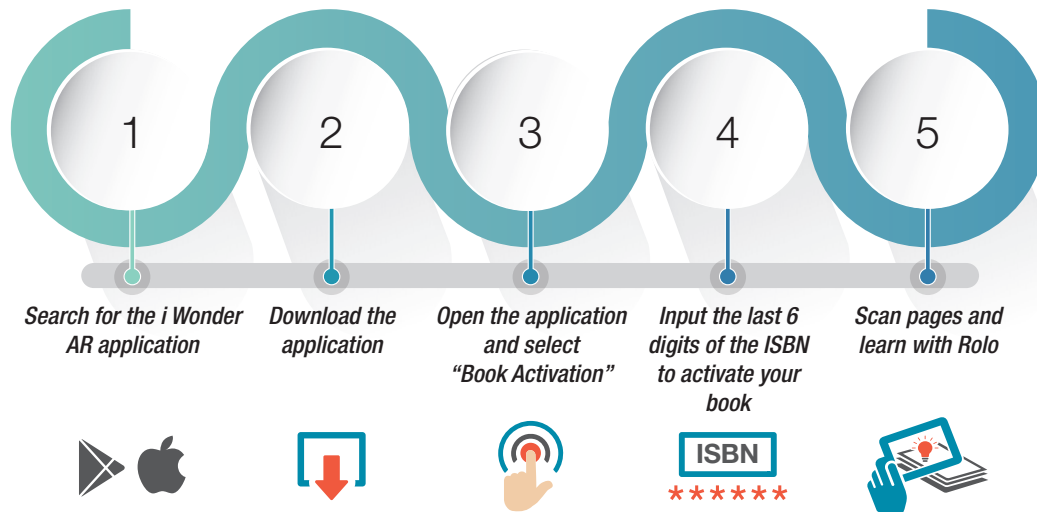 1
2
3
4
5
Search for the i Wonder
AR application
Download the
application
Open the application
and select
“Book Activation”
Input the last 6
digits of the ISBN
to activate your
book
Scan pages and
learn with Rolo
ISBN
******